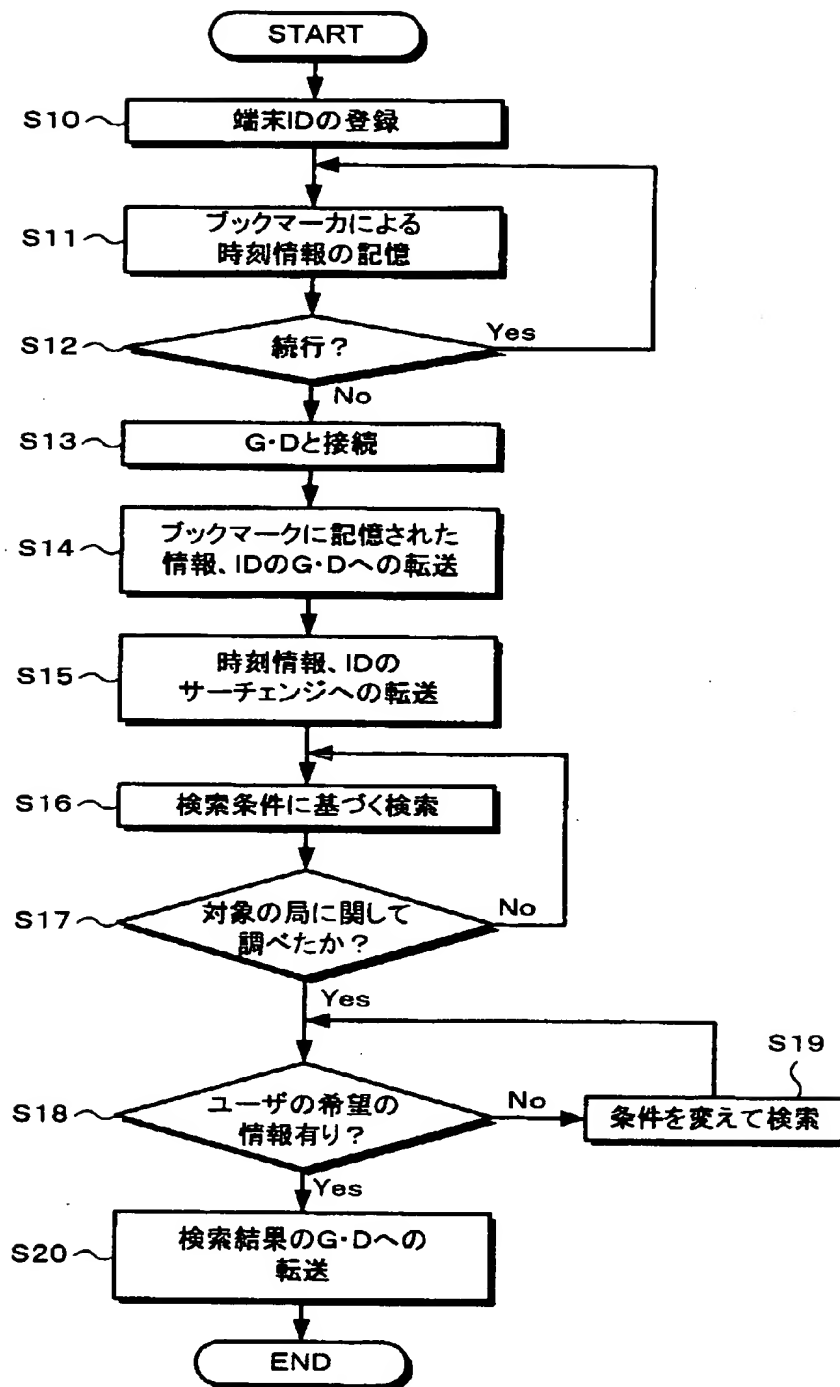 START
S10
端末IDの登録
S11
ブックマーカによる
時刻情報の記憶
S12
続行？
Yes
No
S13
G・Dと接続
S14
ブックマークに記憶された
情報、IDのG・Dへの転送
S15
時刻情報、IDの
サーチェンジへの転送
S16
検索条件に基づく検索
S17
対象の局に関して
調べたか？
No
Yes
S18
ユーザの希望の
情報有り？
No
S19
条件を変えて検索
Yes
S20
検索結果のG・Dへの
転送
END